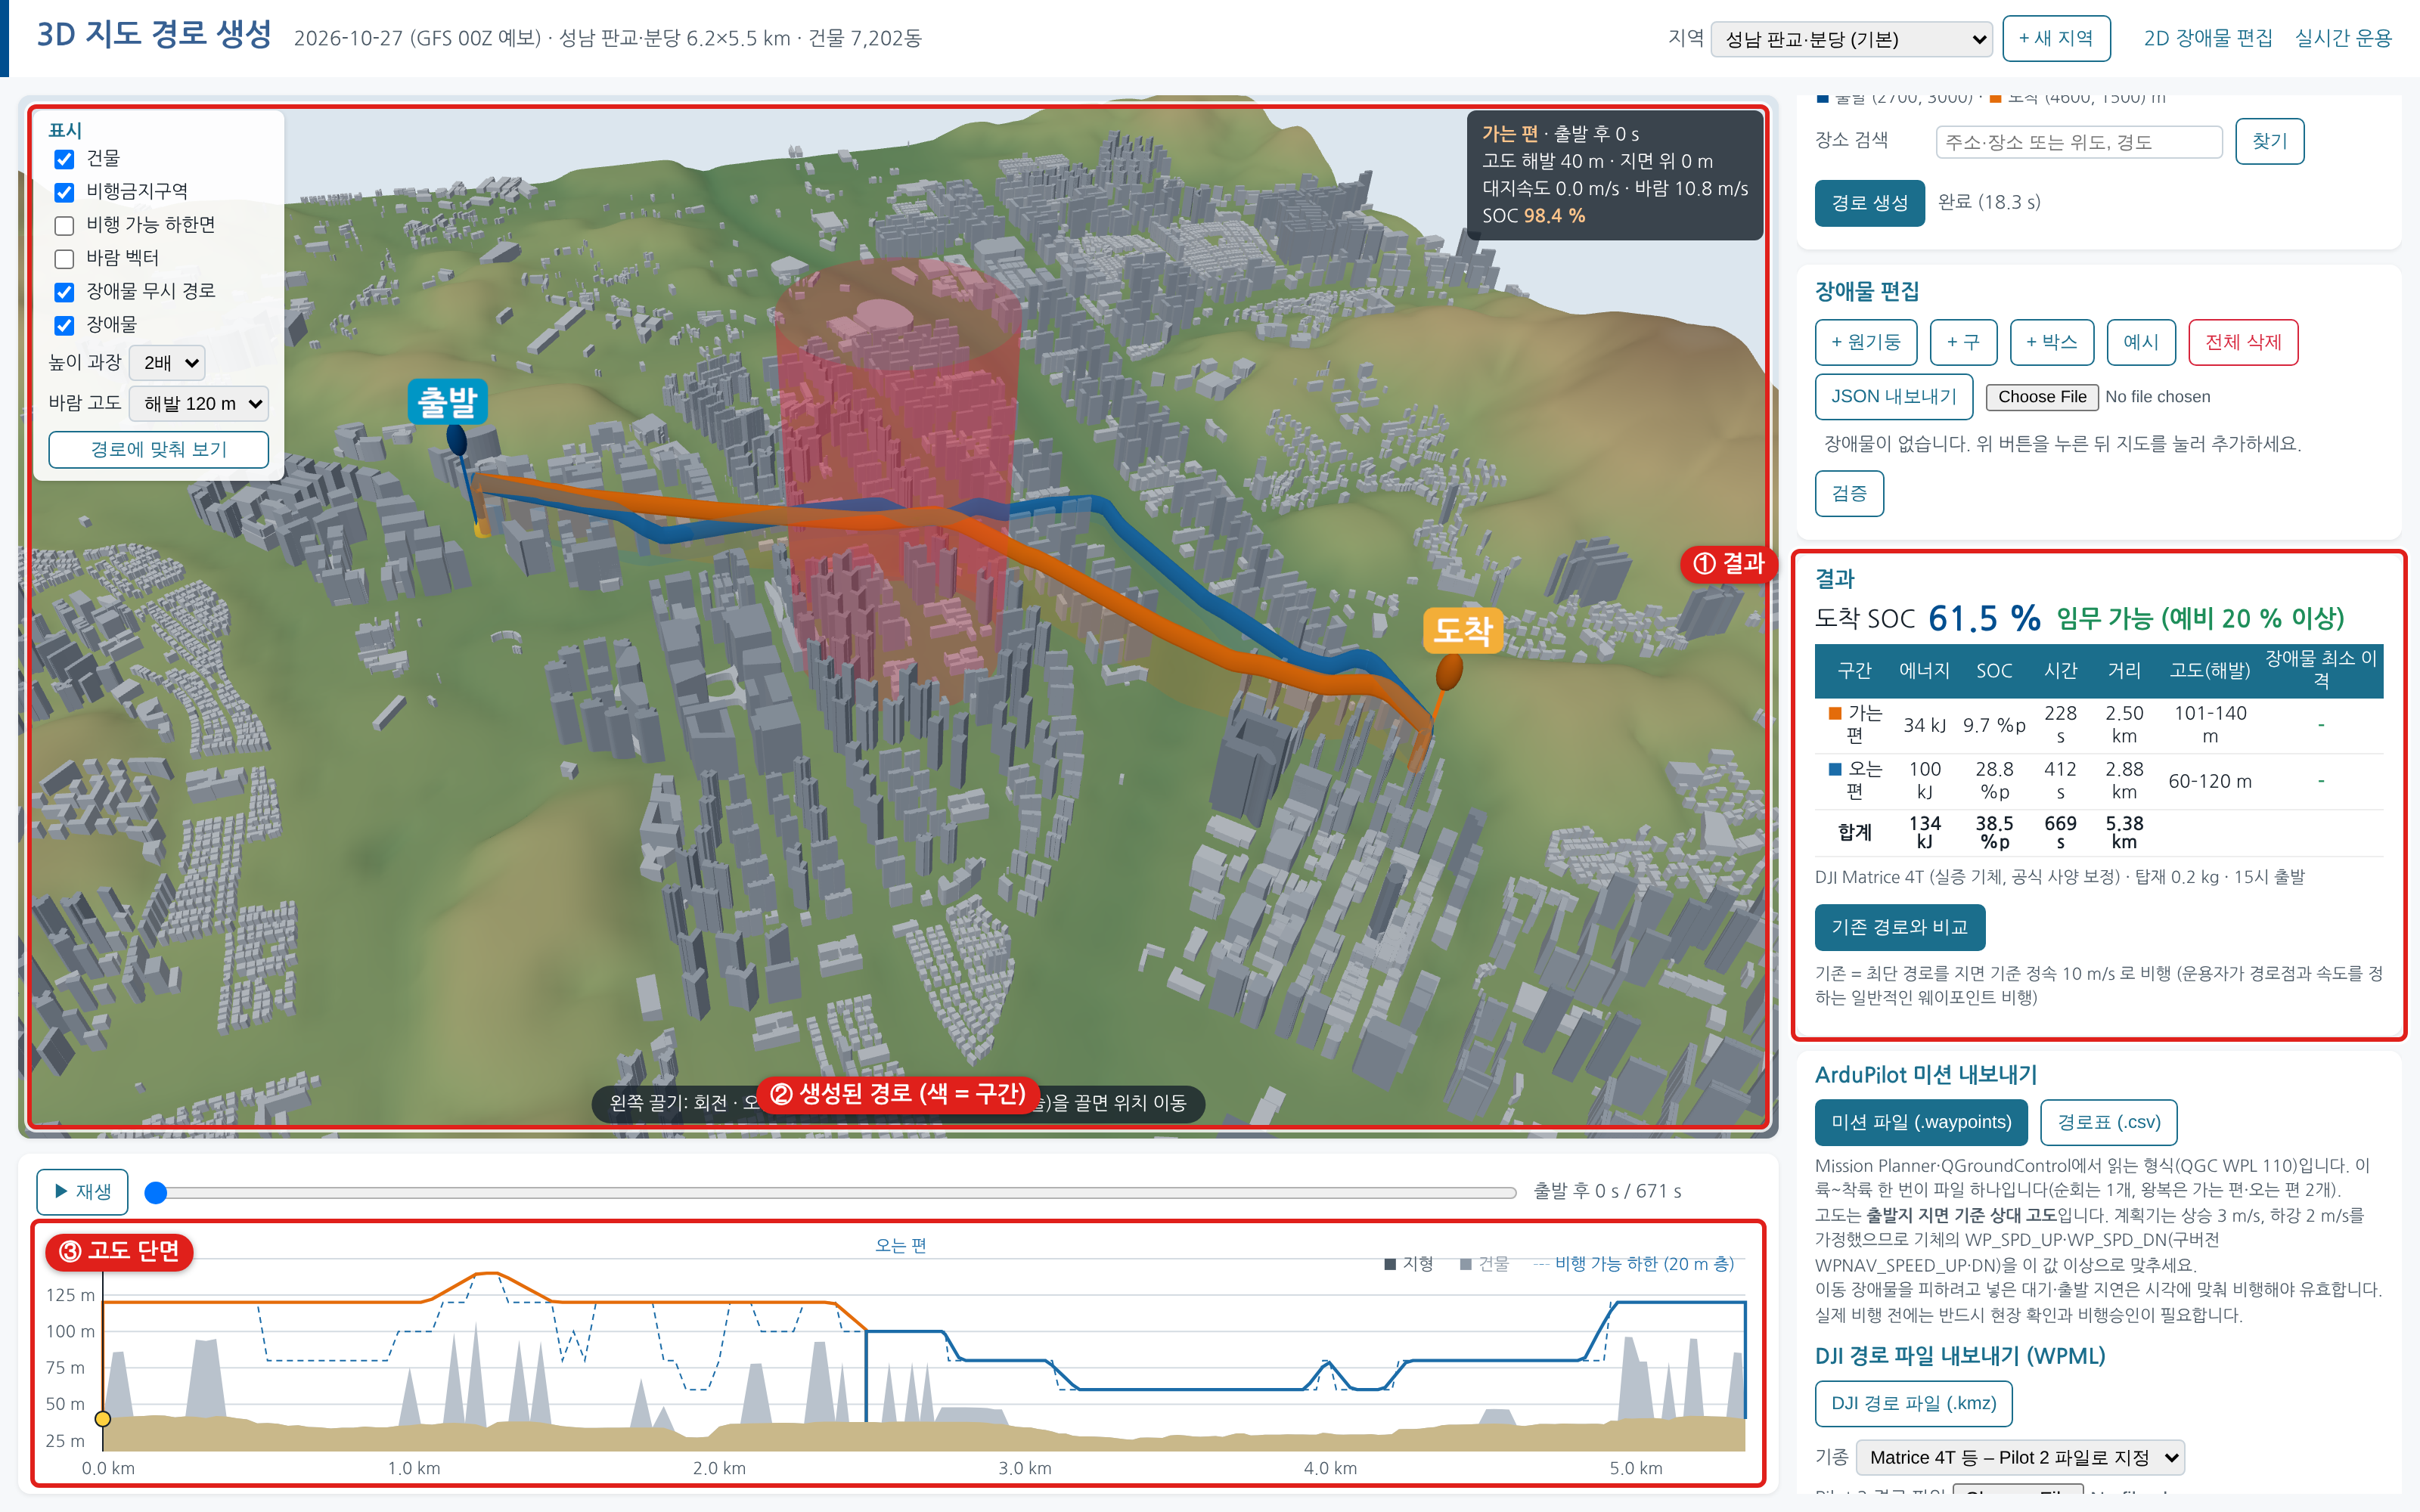 3D 지도 경로 생성
2026-10-27 (GFS 00Z 예보) · 성남 판교·분당 6.2×5.5 km · 건물 7,202동
지역 성남 판교·분당 (기본) + 새 지역 2D 장애물 편집 실시간 운용
표시
건물
비행금지구역
비행 가능 하한면
바람 벡터
장애물 무시 경로
장애물
높이 과장 2배
바람 고도 해발 120 m
경로에 맞춰 보기
가는 편 · 출발 후 0 s
고도 해발 40 m · 지면 위 0 m
대지속도 0.0 m/s · 바람 10.8 m/s
SOC 98.4 %
출발
도착
① 결과
왼쪽 끌기: 회전 · 오
② 생성된 경로 (색 = 구간)
)을 끌면 위치 이동
▶ 재생
출발 후 0 s / 671 s
③ 고도 단면
오는 편
지형 건물 비행 가능 하한 (20 m 층)
125 m
100 m
75 m
50 m
25 m
0.0 km 1.0 km 2.0 km 3.0 km 4.0 km 5.0 km
출발 (2700, 3000) · 도착 (4600, 1500) m
장소 검색 주소·장소 또는 위도, 경도 찾기
경로 생성 완료 (18.3 s)
장애물 편집
+ 원기둥 + 구 + 박스 예시 전체 삭제
JSON 내보내기 Choose File No file chosen
장애물이 없습니다. 위 버튼을 누른 뒤 지도를 눌러 추가하세요.
검증
결과
도착 SOC 61.5 % 임무 가능 (예비 20 % 이상)
구간 에너지 SOC 시간 거리 고도(해발) 장애물 최소 이격
가는 편 34 kJ 9.7 %p 228 s 2.50 km 101-140 m -
오는 편 100 kJ 28.8 %p 412 s 2.88 km 60-120 m -
합계 134 kJ 38.5 %p 669 s 5.38 km
DJI Matrice 4T (실증 기체, 공식 사양 보정) · 탑재 0.2 kg · 15시 출발
기존 경로와 비교
기존 = 최단 경로를 지면 기준 정속 10 m/s 로 비행 (운용자가 경로점과 속도를 정
하는 일반적인 웨이포인트 비행)
ArduPilot 미션 내보내기
미션 파일 (.waypoints) 경로표 (.csv)
Mission Planner·QGroundControl에서 읽는 형식(QGC WPL 110)입니다. 이
륙~착륙 한 번이 파일 하나입니다(순회는 1개, 왕복은 가는 편·오는 편 2개).
고도는 출발지 지면 기준 상대 고도입니다. 계획기는 상승 3 m/s, 하강 2 m/s를
가정했으므로 기체의 WP_SPD_UP·WP_SPD_DN(구버전
WPNAV_SPEED_UP·DN)을 이 값 이상으로 맞추세요.
이동 장애물을 피하려고 넣은 대기·출발 지연은 시각에 맞춰 비행해야 유효합니다.
실제 비행 전에는 반드시 현장 확인과 비행승인이 필요합니다.
DJI 경로 파일 내보내기 (WPML)
DJI 경로 파일 (.kmz)
기종 Matrice 4T 등 – Pilot 2 파일로 지정